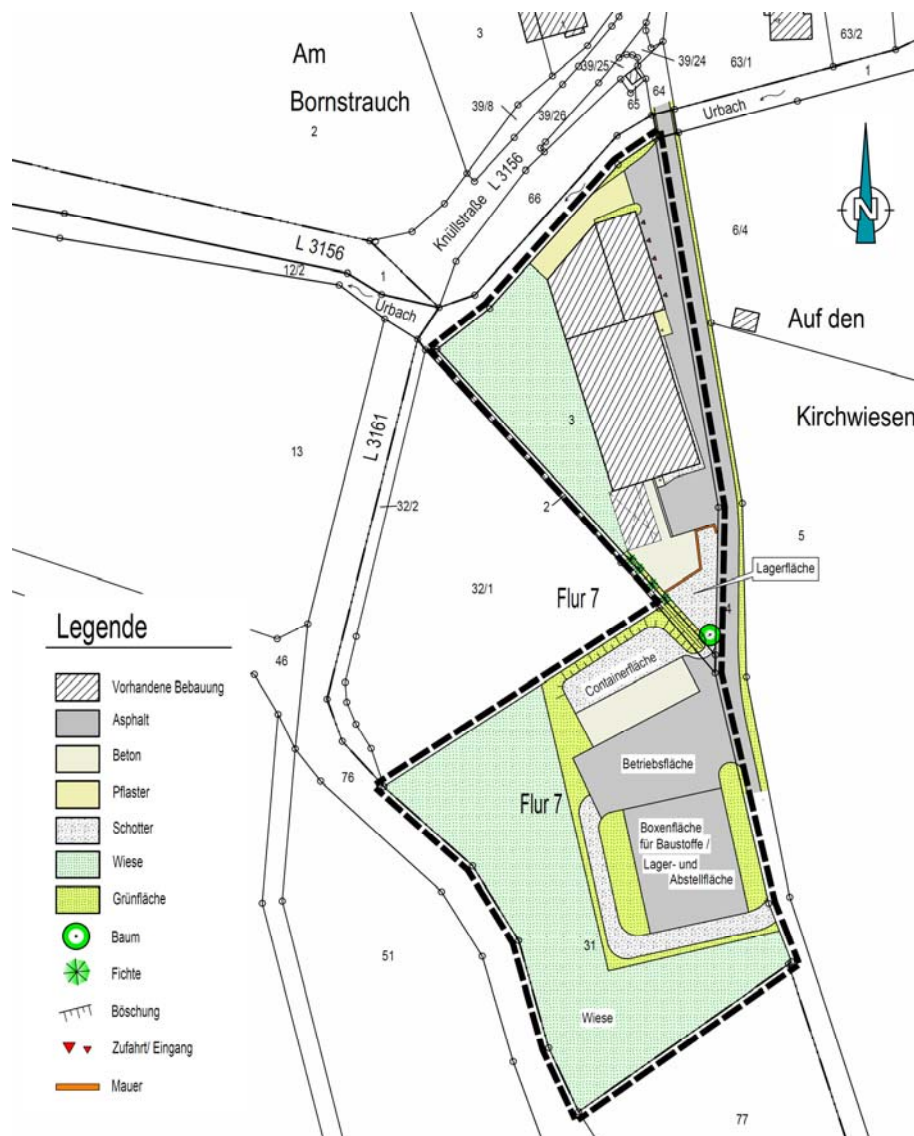 Am
Bornstrauch
2
3
1
39/8
39/25
39/24
39/26
65
64
63/1
63/2
1
Urbach
Knüllstraße L 3156
66
N
6/4
L 3156
12/2
1
Urbach
Auf den
Kirchwiesen
L 3161
13
3
32/2
2
5
Lagerfläche
32/1
Flur 7
4
Legende
Vorhandene Bebauung
Asphalt
Beton
Pflaster
Schotter
Wiese
Grünfläche
Baum
Fichte
Böschung
Zufahrt/ Eingang
Mauer
46
Containerfläche
Betriebsfläche
76
Flur 7
Boxenfläche
für Baustoffe /
Lager- und
Abstellfläche
51
31
Wiese
77